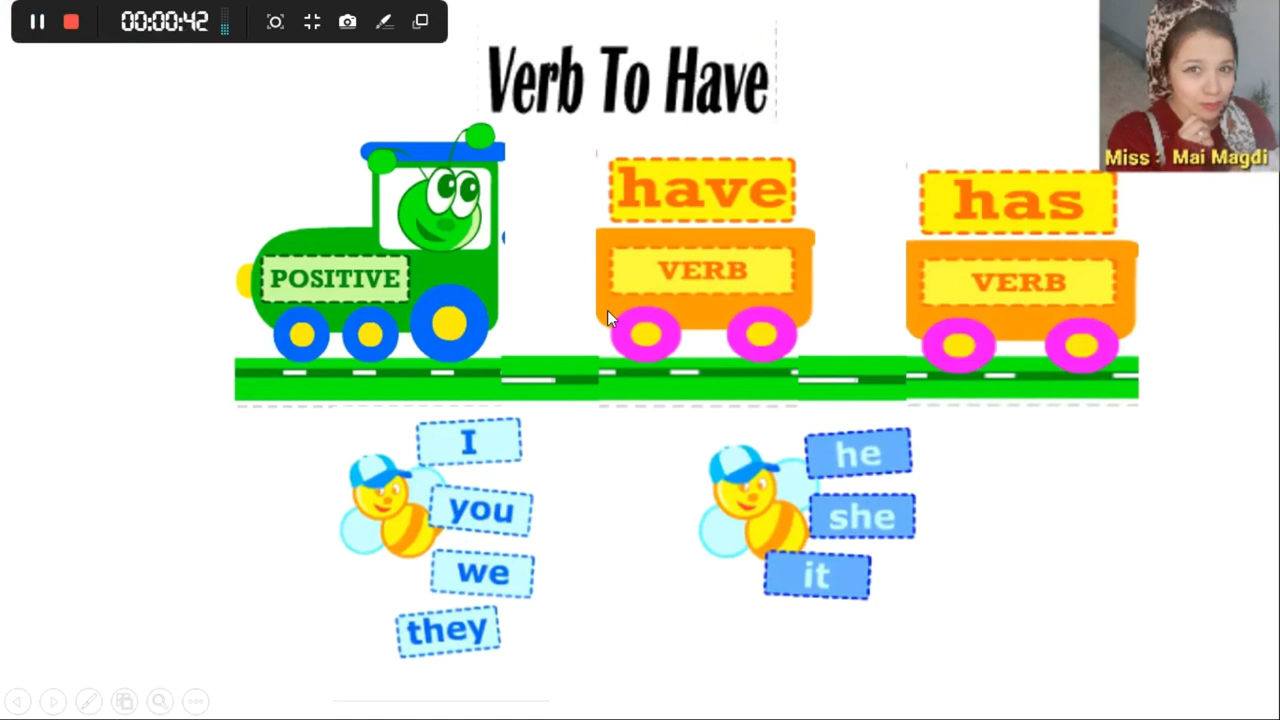 00:00:42
Verb To Have
Miss : Mai Magdi
have
has
POSITIVE
VERB
VERB
I
you
we
they
he
she
it